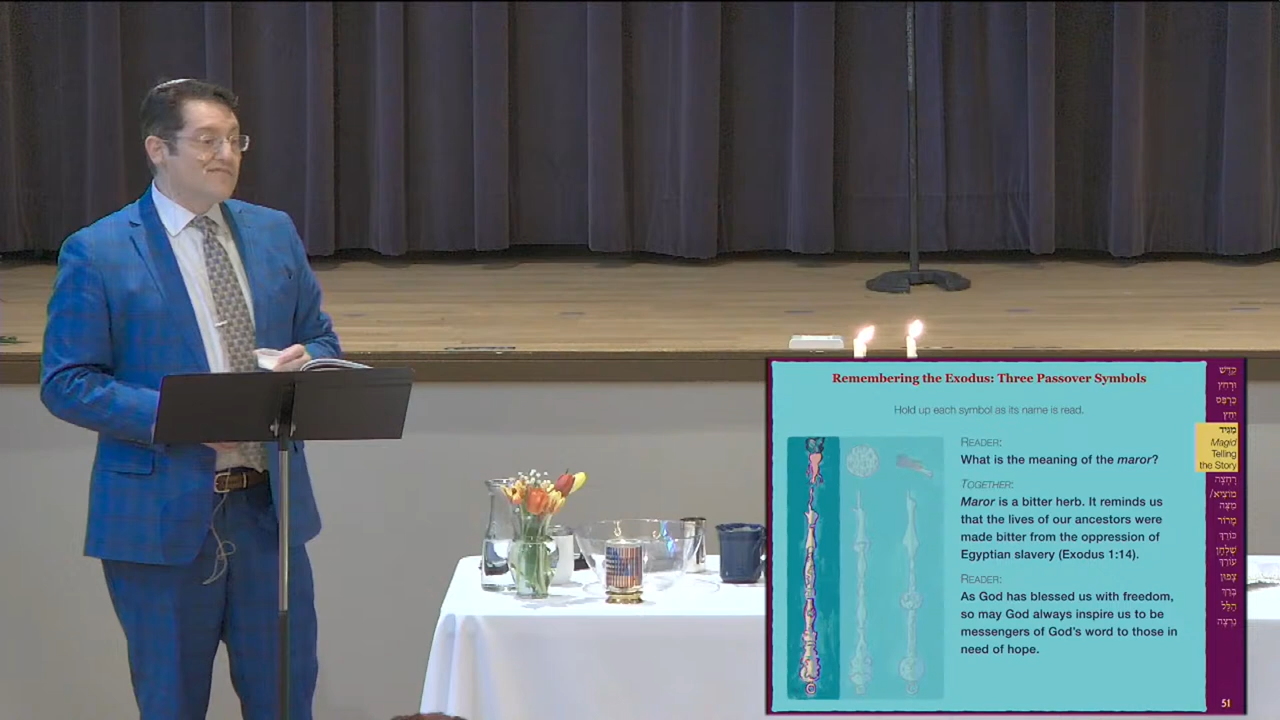 Remembering the Exodus: Three Passover Symbols
Hold up each symbol as its name is read.
READER:
What is the meaning of the maror?
TOGETHER:
Maror is a bitter herb. It reminds us
that the lives of our ancestors were
made bitter from the oppression of
Egyptian slavery (Exodus 1:14).
READER:
As God has blessed us with freedom,
so may God always inspire us to be
messengers of God's word to those in
need of hope.
קַדֵּשׁ
וּרְחַץ
כַּרְפַּס
יַחַץ
מַגִּיד
Magid
Telling
the Story
רָחְצָה
מוֹצִיא/
מַצָּה
מָרוֹר
כּוֹרֵךְ
שֻׁלְחָן
עוֹרֵךְ
צָפוּן
בָּרֵךְ
הַלֵּל
נִרְצָה
51